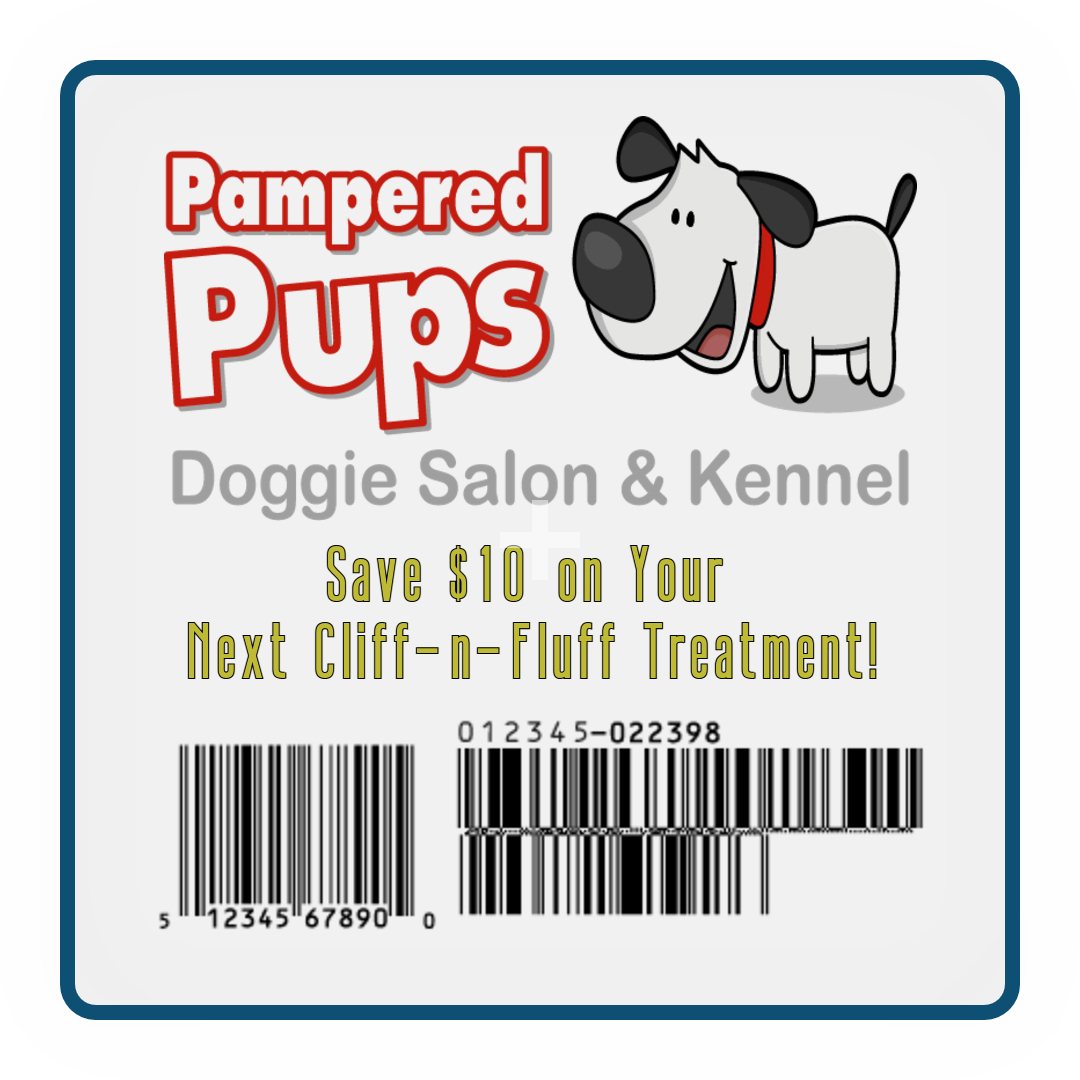 Pampered
Pups
Doggie Salon & Kennel
Save $10 on Your
Next Cliff-n-Fluff Treatment!
012345-022398
5 12345 67890 0